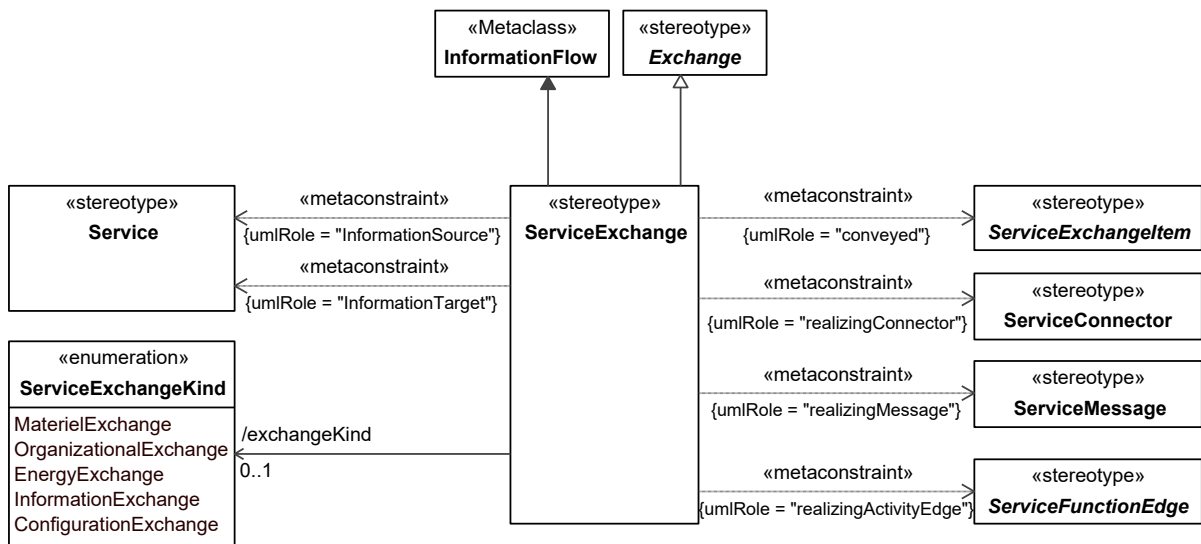 «Metaclass»
InformationFlow
«stereotype»
Exchange
«stereotype»
Service
«metaconstraint»
{umlRole = "InformationSource"}
«metaconstraint»
{umlRole = "InformationTarget"}
«stereotype»
ServiceExchange
«metaconstraint»
{umlRole = "conveyed"}
«stereotype»
ServiceExchangeItem
«metaconstraint»
{umlRole = "realizingConnector"}
«stereotype»
ServiceConnector
«enumeration»
ServiceExchangeKind
MaterielExchange
OrganizationalExchange
EnergyExchange
InformationExchange
ConfigurationExchange
/exchangeKind
0..1
«metaconstraint»
{umlRole = "realizingMessage"}
«stereotype»
ServiceMessage
«metaconstraint»
{umlRole = "realizingActivityEdge"}
«stereotype»
ServiceFunctionEdge